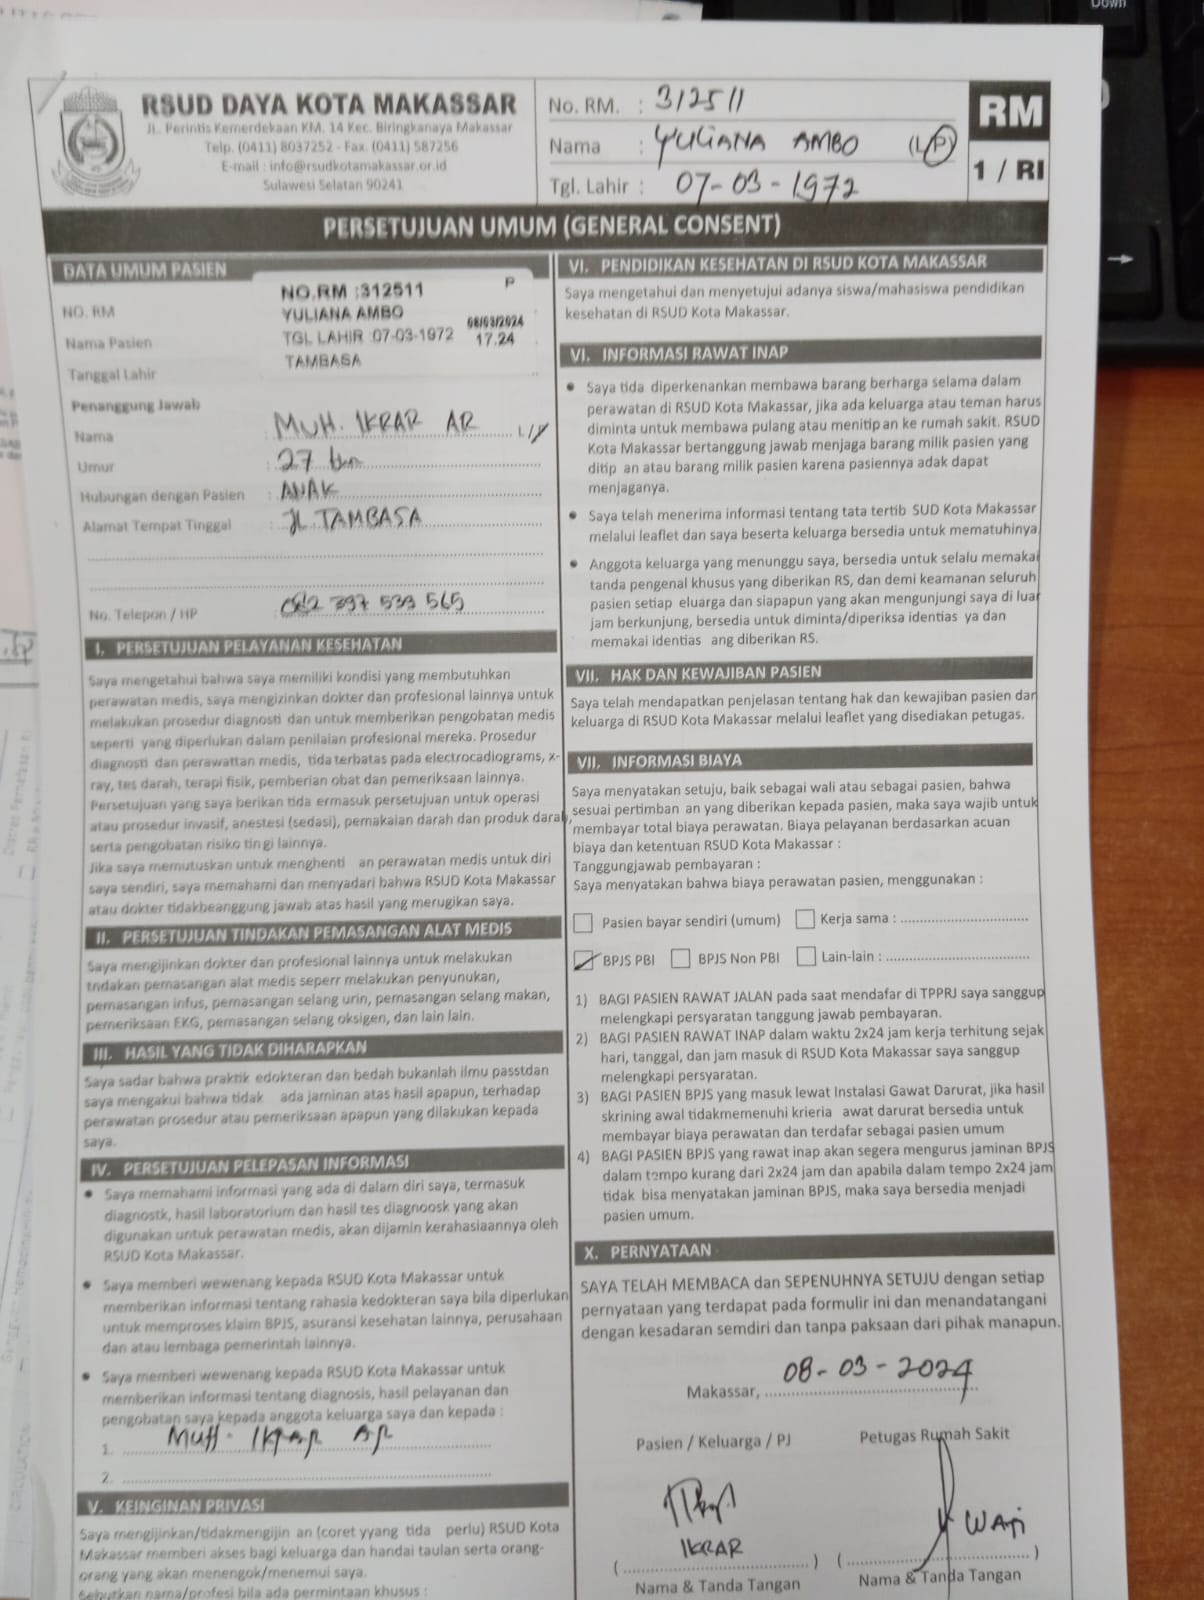 Down
RSUD DAYA KOTA MAKASSAR
JL. Perintis Kemerdekaan KM. 14 Kec. Biringkanaya Makassar
Telp. (0411) 8037252 - Fax. (0411) 587256
E-mail : info@rsudkotamakassar.or.id
Sulawesi Selatan 90241
No. RM. : 312511
Nama : YULIANA AMBO (L/P)
Tgl. Lahir : 07-03-1972
RM
1 / RI
PERSETUJUAN UMUM (GENERAL CONSENT)
DATA UMUM PASIEN
NO. RM
Nama Pasien
Tanggal Lahir
NO.RM :312511 P
YULIANA AMBO
TGL LAHIR :07-03-1972
08/03/2024
17.24
TAMBASA
Penanggung Jawab
Nama : MUH. IKRAR AR L/P
Umur : 27 thn
Hubungan dengan Pasien : ANAK
Alamat Tempat Tinggal : JL TAMBASA
No. Telepon / HP : 082 397 539 565
I. PERSETUJUAN PELAYANAN KESEHATAN
Saya mengetahui bahwa saya memiliki kondisi yang membutuhkan
perawatan medis, saya mengizinkan dokter dan profesional lainnya untuk
melakukan prosedur diagnosti dan untuk memberikan pengobatan medis
seperti yang diperlukan dalam penilaian profesional mereka. Prosedur
diagnosti dan perawattan medis, tida terbatas pada electrocadiograms, x-
ray, tes darah, terapi fisik, pemberian obat dan pemeriksaan lainnya.
Persetujuan yang saya berikan tida ermasuk persetujuan untuk operasi
atau prosedur invasif, anestesi (sedasi), pemakaian darah dan produk darah,
serta pengobatan risiko tin gi lainnya.
Jika saya memutuskan untuk menghenti an perawatan medis untuk diri
saya sendiri, saya memahami dan menyadari bahwa RSUD Kota Makassar
atau dokter tidakbeanggung jawab atas hasil yang merugikan saya.
II. PERSETUJUAN TINDAKAN PEMASANGAN ALAT MEDIS
Saya mengijinkan dokter dan profesional lainnya untuk melakukan
tndakan pemasangan alat medis seperr melakukan penyunukan,
pemasangan infus, pemasangan selang urin, pemasangan selang makan,
pemeriksaan EKG, pemasangan selang oksigen, dan lain lain.
III. HASIL YANG TIDAK DIHARAPKAN
Saya sadar bahwa praktik edokteran dan bedah bukanlah ilmu passtdan
saya mengakui bahwa tidak ada jaminan atas hasil apapun, terhadap
perawatan prosedur atau pemeriksaan apapun yang dilakukan kepada
saya.
IV. PERSETUJUAN PELEPASAN INFORMASI
• Saya memahami informasi yang ada di dalam diri saya, termasuk
diagnostk, hasil laboratorium dan hasil tes diagnoosk yang akan
digunakan untuk perawatan medis, akan dijamin kerahasiaannya oleh
RSUD Kota Makassar.
• Saya memberi wewenang kepada RSUD Kota Makassar untuk
memberikan informasi tentang rahasia kedokteran saya bila diperlukan
untuk memproses klaim BPJS, asuransi kesehatan lainnya, perusahaan
dan atau lembaga pemerintah lainnya.
• Saya memberi wewenang kepada RSUD Kota Makassar untuk
memberikan informasi tentang diagnosis, hasil pelayanan dan
pengobatan saya kepada anggota keluarga saya dan kepada :
1. Muh. Ikrar AR
2.
V. KEINGINAN PRIVASI
Saya mengijinkan/tidakmengijin an (coret yyang tida perlu) RSUD Kota
Makassar memberi akses bagi keluarga dan handai taulan serta orang-
orang yang akan menengok/menemui saya.
Sebutkan nama/profesi bila ada permintaan khusus :
VI. PENDIDIKAN KESEHATAN DI RSUD KOTA MAKASSAR
Saya mengetahui dan menyetujui adanya siswa/mahasiswa pendidikan
kesehatan di RSUD Kota Makassar.
VI. INFORMASI RAWAT INAP
• Saya tida diperkenankan membawa barang berharga selama dalam
perawatan di RSUD Kota Makassar, jika ada keluarga atau teman harus
diminta untuk membawa pulang atau menitip an ke rumah sakit. RSUD
Kota Makassar bertanggung jawab menjaga barang milik pasien yang
ditip an atau barang milik pasien karena pasiennya adak dapat
menjaganya.
• Saya telah menerima informasi tentang tata tertib SUD Kota Makassar
melalui leaflet dan saya beserta keluarga bersedia untuk mematuhinya
• Anggota keluarga yang menunggu saya, bersedia untuk selalu memakai
tanda pengenal khusus yang diberikan RS, dan demi keamanan seluruh
pasien setiap eluarga dan siapapun yang akan mengunjungi saya di luar
jam berkunjung, bersedia untuk diminta/diperiksa identias ya dan
memakai identias ang diberikan RS.
VII. HAK DAN KEWAJIBAN PASIEN
Saya telah mendapatkan penjelasan tentang hak dan kewajiban pasien dar
keluarga di RSUD Kota Makassar melalui leaflet yang disediakan petugas.
VII. INFORMASI BIAYA
Saya menyatakan setuju, baik sebagai wali atau sebagai pasien, bahwa
sesuai pertimban an yang diberikan kepada pasien, maka saya wajib untuk
membayar total biaya perawatan. Biaya pelayanan berdasarkan acuan
biaya dan ketentuan RSUD Kota Makassar :
Tanggungjawab pembayaran :
Saya menyatakan bahwa biaya perawatan pasien, menggunakan :
Pasien bayar sendiri (umum) Kerja sama :
BPJS PBI BPJS Non PBI Lain-lain :
1) BAGI PASIEN RAWAT JALAN pada saat mendafar di TPPRJ saya sanggup
melengkapi persyaratan tanggung jawab pembayaran.
2) BAGI PASIEN RAWAT INAP dalam waktu 2x24 jam kerja terhitung sejak
hari, tanggal, dan jam masuk di RSUD Kota Makassar saya sanggup
melengkapi persyaratan.
3) BAGI PASIEN BPJS yang masuk lewat Instalasi Gawat Darurat, jika hasil
skrining awal tidakmemenuhi krieria awat darurat bersedia untuk
membayar biaya perawatan dan terdafar sebagai pasien umum
4) BAGI PASIEN BPJS yang rawat inap akan segera mengurus jaminan BPJS
dalam tempo kurang dari 2x24 jam dan apabila dalam tempo 2x24 jam
tidak bisa menyatakan jaminan BPJS, maka saya bersedia menjadi
pasien umum.
X. PERNYATAAN
SAYA TELAH MEMBACA dan SEPENUHNYA SETUJU dengan setiap
pernyataan yang terdapat pada formulir ini dan menandatangani
dengan kesadaran semdiri dan tanpa paksaan dari pihak manapun.
Makassar, 08-03-2024
Pasien / Keluarga / PJ Petugas Rumah Sakit
( IKRAR ) ( WATI )
Nama & Tanda Tangan Nama & Tanda Tangan